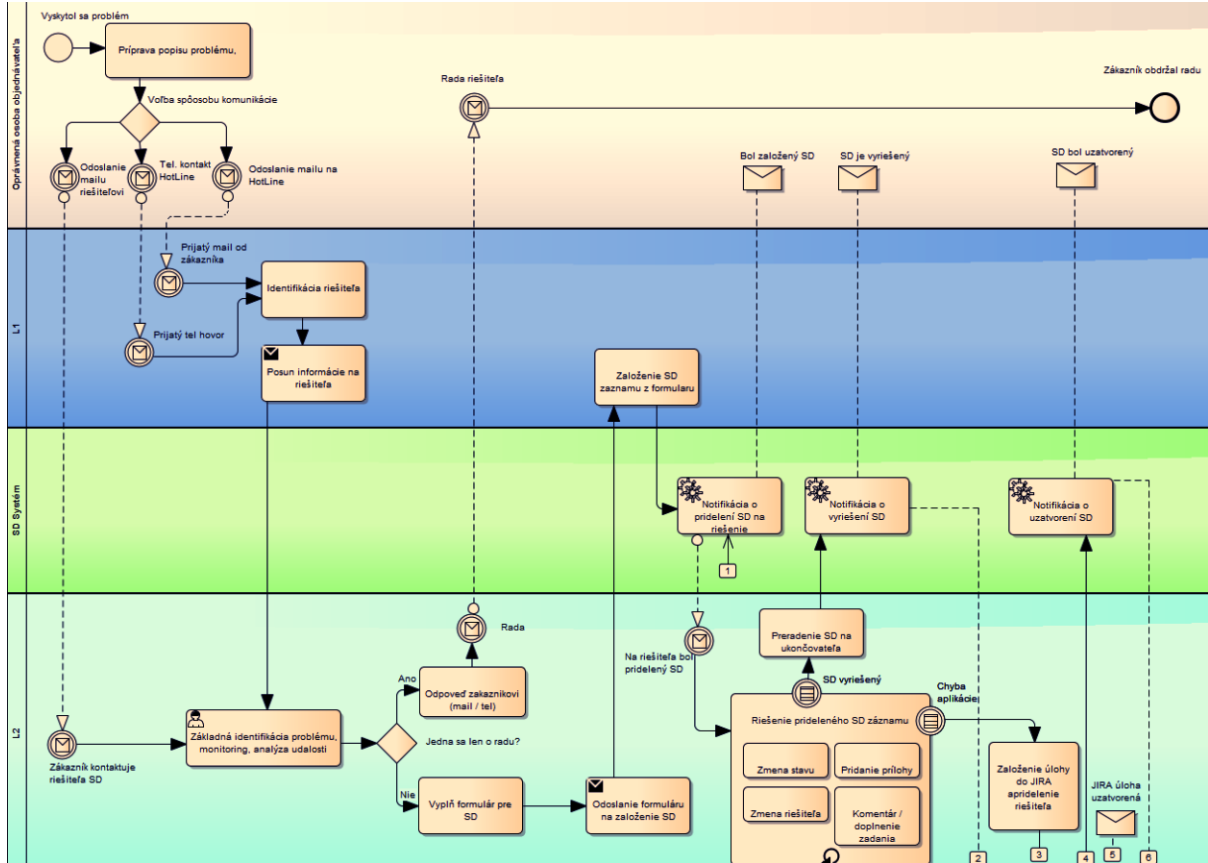 Oprávnená osoba objednávateľa
Vyskytol sa problém
Príprava popisu problému,
Voľba spôsobu komunikácie
Odoslanie
mailu
riešiteľovi
Tel. kontakt
HotLine
Odoslanie mailu na
HotLine
Rada riešiteľa
Zákazník obdržal radu
Bol založený SD
SD je vyriešený
SD bol uzatvorený
L1
Prijatý mail od
zákazníka
Identifikácia riešiteľa
Prijatý tel hovor
Posun informácie na
riešiteľa
Založenie SD
zaznamu z formularu
SD Systém
Notifikácia o
pridelení SD na
riešenie
1
Notifikácia o
vyriešení SD
Notifikácia o
uzatvorení SD
L2
Zákazník kontaktuje
riešiteľa SD
Základná identifikácia problému,
monitoring, analýza udalosti
Jedna sa len o radu?
Ano
Nie
Rada
Odpoveď zakaznikovi
(mail / tel)
Vyplň formulár pre
SD
Odoslanie formuláru
na založenie SD
Na riešiteľa bol
pridelený SD
Preradenie SD na
ukončovateľa
SD vyriešený
Chyba
aplikácie
Riešenie prideleného SD záznamu
Zmena stavu
Pridanie prílohy
Zmena riešiteľa
Komentár /
doplnenie
zadania
Založenie úlohy
do JIRA
apridelenie
riešiteľa
JIRA úloha
uzatvorená
2
3
4
5
6